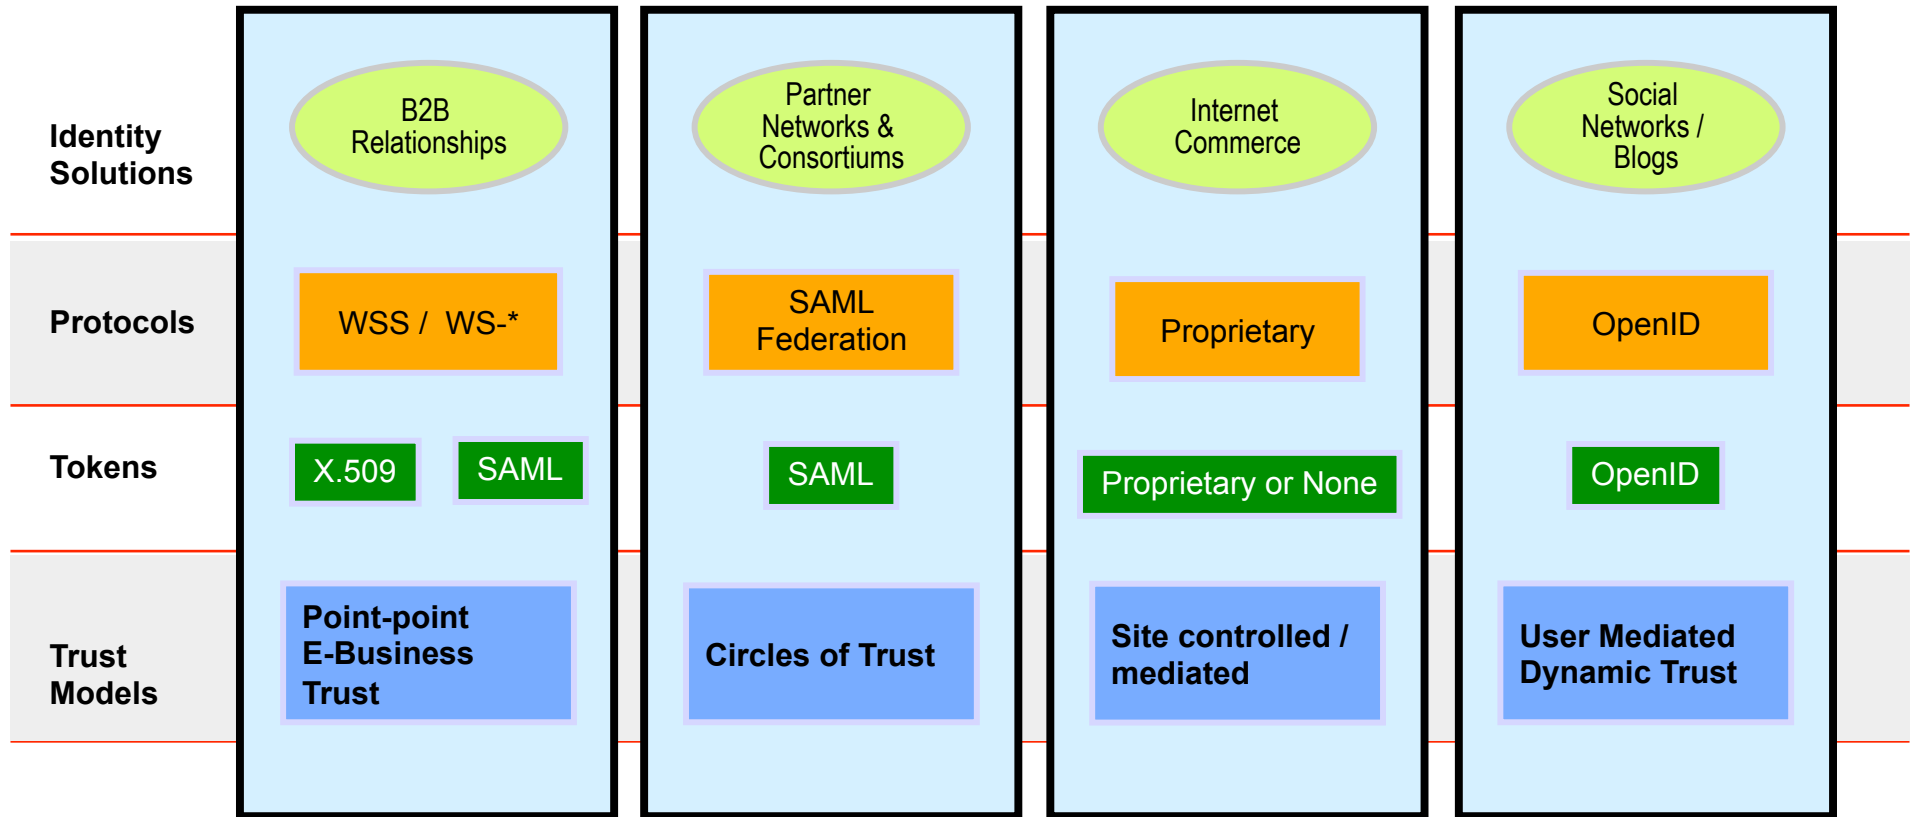 Identity
Solutions
B2B
Relationships
Partner
Networks &
Consortiums
Internet
Commerce
Social
Networks /
Blogs
Protocols
WSS /  WS-*
SAML
Federation
Proprietary
OpenID
Tokens
X.509
SAML
SAML
Proprietary or None
OpenID
Trust
Models
Point-point
E-Business
Trust
Circles of Trust
Site controlled /
mediated
User Mediated
Dynamic Trust